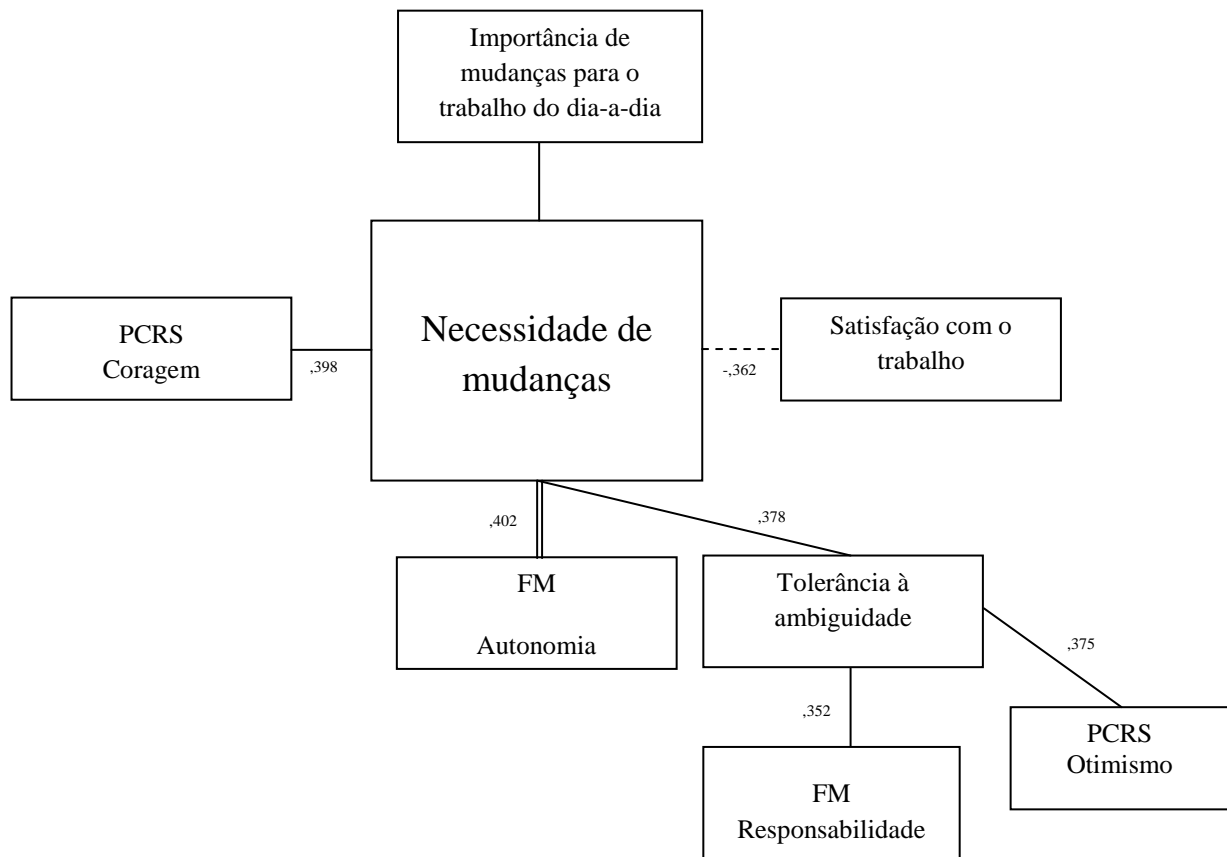 Importância de
mudanças para o
trabalho do dia-a-dia
Necessidade de
mudanças
PCRS
Coragem
,398
Satisfação com o
trabalho
-,362
,402
,378
FM
Autonomia
Tolerância à
ambiguidade
,375
,352
PCRS
Otimismo
FM
Responsabilidade